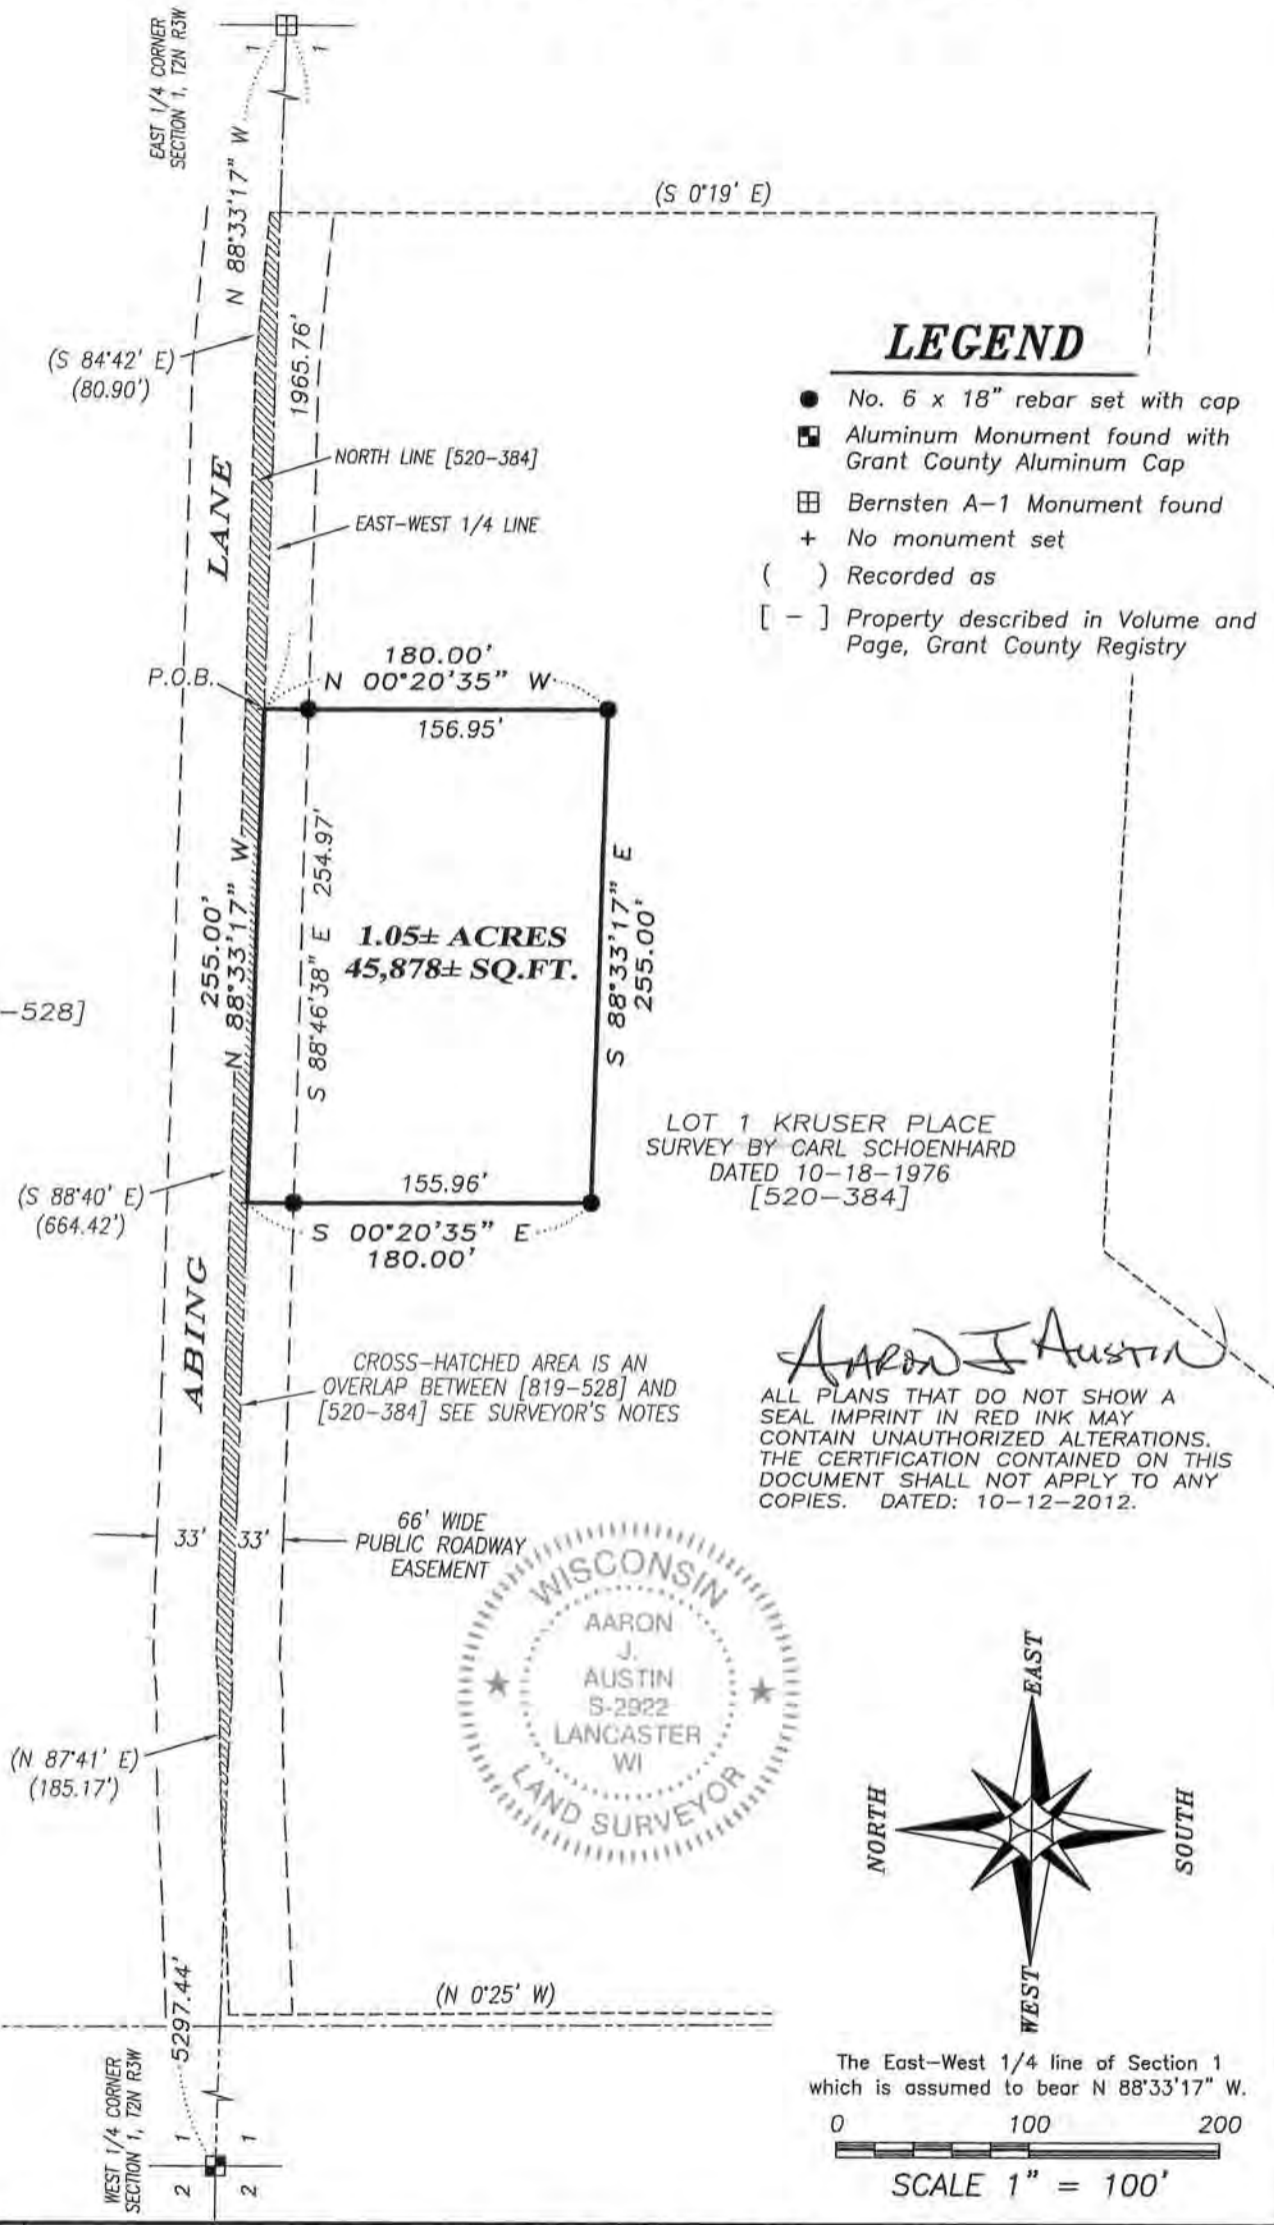 EAST 1/4 CORNER
SECTION 1, T2N R3W
1
1
N 88°33'17" W
(S 0°19' E)
1965.76'
(S 84°42' E)
(80.90')
LEGEND
No. 6 x 18" rebar set with cap
Aluminum Monument found with
Grant County Aluminum Cap
Bernsten A-1 Monument found
+ No monument set
( ) Recorded as
[ - ] Property described in Volume and
Page, Grant County Registry
NORTH LINE [520-384]
EAST-WEST 1/4 LINE
LANE
P.O.B.
180.00'
N 00°20'35" W
156.95'
255.00'
N 88°33'17" W
S 88°46'38" E 254.97'
1.05± ACRES
45,878± SQ.FT.
S 88°33'17" E
255.00'
-528]
LOT 1 KRUSER PLACE
SURVEY BY CARL SCHOENHARD
DATED 10-18-1976
[520-384]
(S 88°40' E)
(664.42')
155.96'
S 00°20'35" E
180.00'
ABING
CROSS-HATCHED AREA IS AN
OVERLAP BETWEEN [819-528] AND
[520-384] SEE SURVEYOR'S NOTES
AARON J AUSTIN
ALL PLANS THAT DO NOT SHOW A
SEAL IMPRINT IN RED INK MAY
CONTAIN UNAUTHORIZED ALTERATIONS.
THE CERTIFICATION CONTAINED ON THIS
DOCUMENT SHALL NOT APPLY TO ANY
COPIES. DATED: 10-12-2012.
33'
33'
66' WIDE
PUBLIC ROADWAY
EASEMENT
WISCONSIN
AARON
J.
AUSTIN
S-2922
LANCASTER
WI
LAND SURVEYOR
(N 87°41' E)
(185.17')
EAST
NORTH
SOUTH
WEST
(N 0°25' W)
5297.44'
WEST 1/4 CORNER
SECTION 1, T2N R3W
2
1
2
1
The East-West 1/4 line of Section 1
which is assumed to bear N 88°33'17" W.
0 100 200
SCALE 1" = 100'